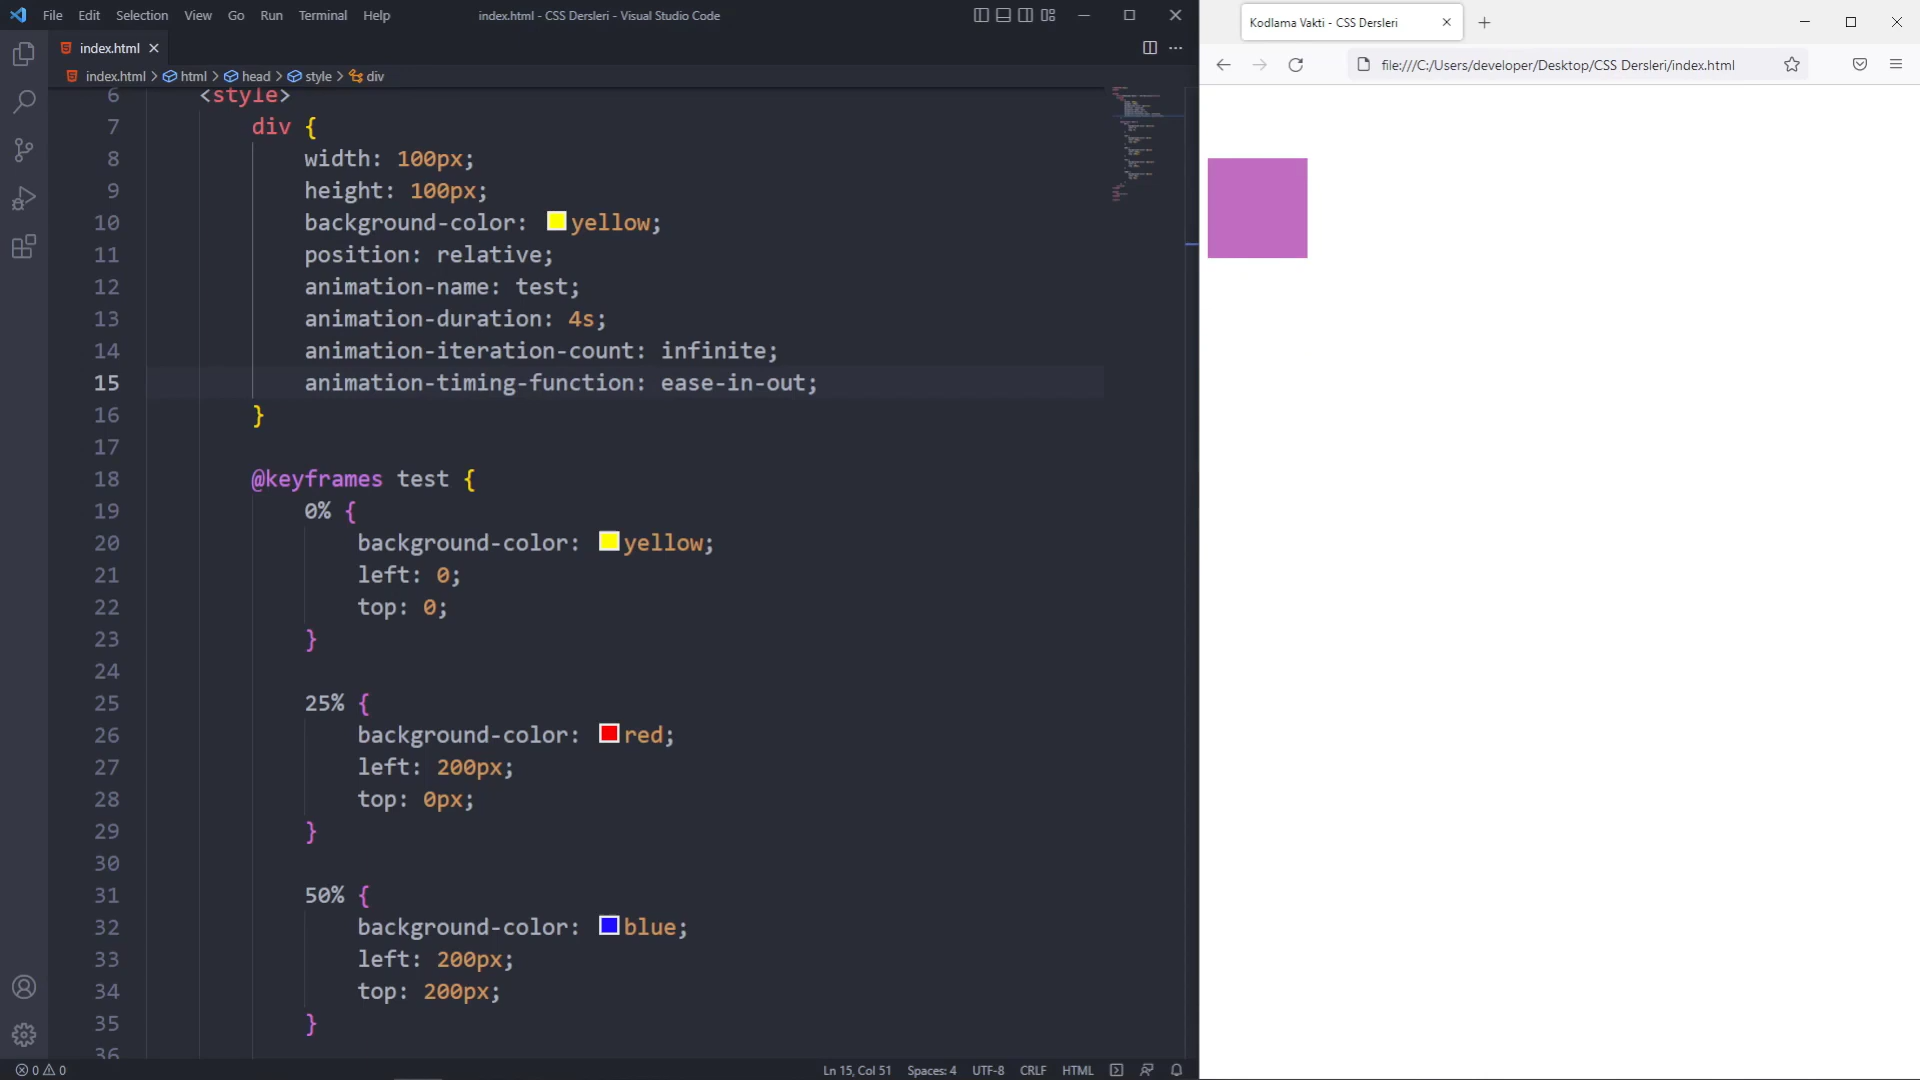 File Edit Selection View Go Run Terminal Help
index.html - CSS Dersleri - Visual Studio Code
index.html
index.html > html > head > style > div
6 <style>
7 div {
8 width: 100px;
9 height: 100px;
10 background-color: yellow;
11 position: relative;
12 animation-name: test;
13 animation-duration: 4s;
14 animation-iteration-count: infinite;
15 animation-timing-function: ease-in-out;
16 }
17
18 @keyframes test {
19 0% {
20 background-color: yellow;
21 left: 0;
22 top: 0;
23 }
24
25 25% {
26 background-color: red;
27 left: 200px;
28 top: 0px;
29 }
30
31 50% {
32 background-color: blue;
33 left: 200px;
34 top: 200px;
35 }
36
0 0
Ln 15, Col 51 Spaces: 4 UTF-8 CRLF HTML
Kodlama Vakti - CSS Dersleri
file:///C:/Users/developer/Desktop/CSS Dersleri/index.html